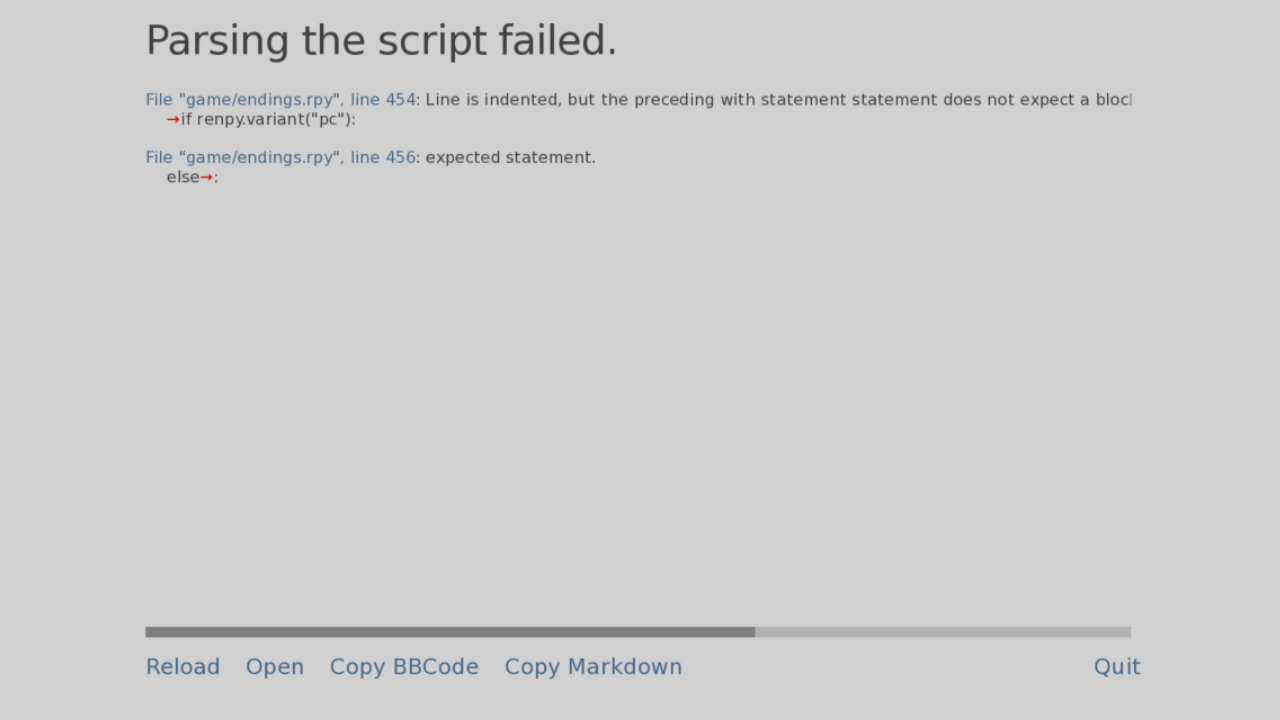 Parsing the script failed.
File "game/endings.rpy", line 454: Line is indented, but the preceding with statement statement does not expect a bloc
→if renpy.variant("pc"):
File "game/endings.rpy", line 456: expected statement.
else→:
Reload Open Copy BBCode Copy Markdown Quit